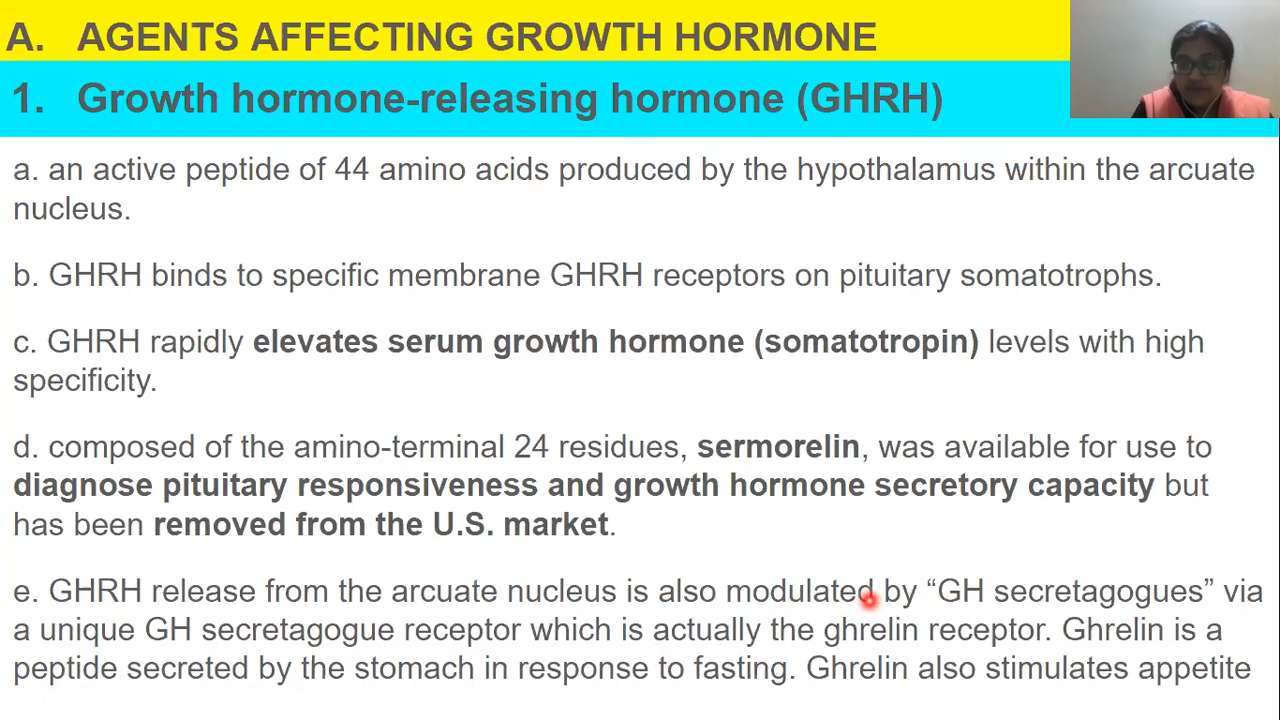 A. AGENTS AFFECTING GROWTH HORMONE
1. Growth hormone-releasing hormone (GHRH)
a. an active peptide of 44 amino acids produced by the hypothalamus within the arcuate
nucleus.
b. GHRH binds to specific membrane GHRH receptors on pituitary somatotrophs.
c. GHRH rapidly elevates serum growth hormone (somatotropin) levels with high
specificity.
d. composed of the amino-terminal 24 residues, sermorelin, was available for use to
diagnose pituitary responsiveness and growth hormone secretory capacity but
has been removed from the U.S. market.
e. GHRH release from the arcuate nucleus is also modulated by “GH secretagogues” via
a unique GH secretagogue receptor which is actually the ghrelin receptor. Ghrelin is a
peptide secreted by the stomach in response to fasting. Ghrelin also stimulates appetite